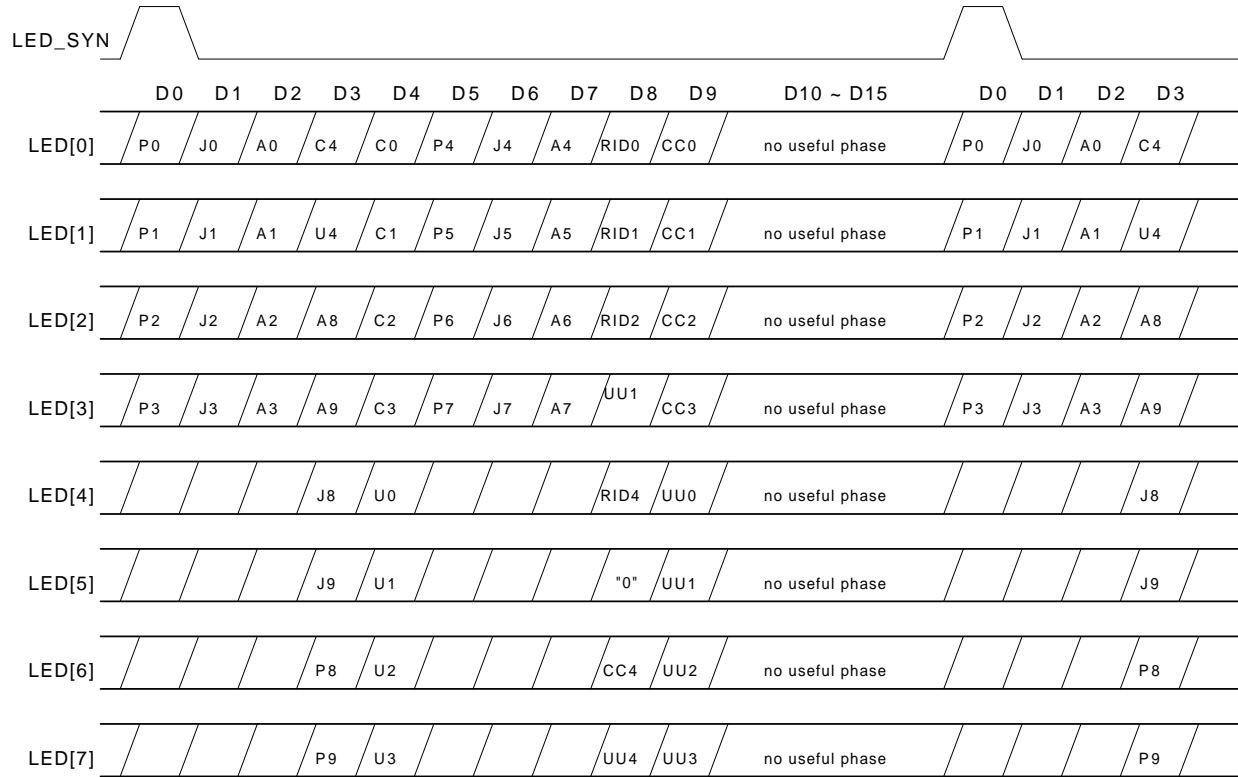 LED_SYN
D0 D1 D2 D3 D4 D5 D6 D7 D8 D9 D10 ~ D15 D0 D1 D2 D3
LED[0] P0 J0 A0 C4 C0 P4 J4 A4 RID0 CC0 no useful phase P0 J0 A0 C4
LED[1] P1 J1 A1 U4 C1 P5 J5 A5 RID1 CC1 no useful phase P1 J1 A1 U4
LED[2] P2 J2 A2 A8 C2 P6 J6 A6 RID2 CC2 no useful phase P2 J2 A2 A8
LED[3] P3 J3 A3 A9 C3 P7 J7 A7 UU1 CC3 no useful phase P3 J3 A3 A9
LED[4] J8 U0 RID4 UU0 no useful phase J8
LED[5] J9 U1 "0" UU1 no useful phase J9
LED[6] P8 U2 CC4 UU2 no useful phase P8
LED[7] P9 U3 UU4 UU3 no useful phase P9